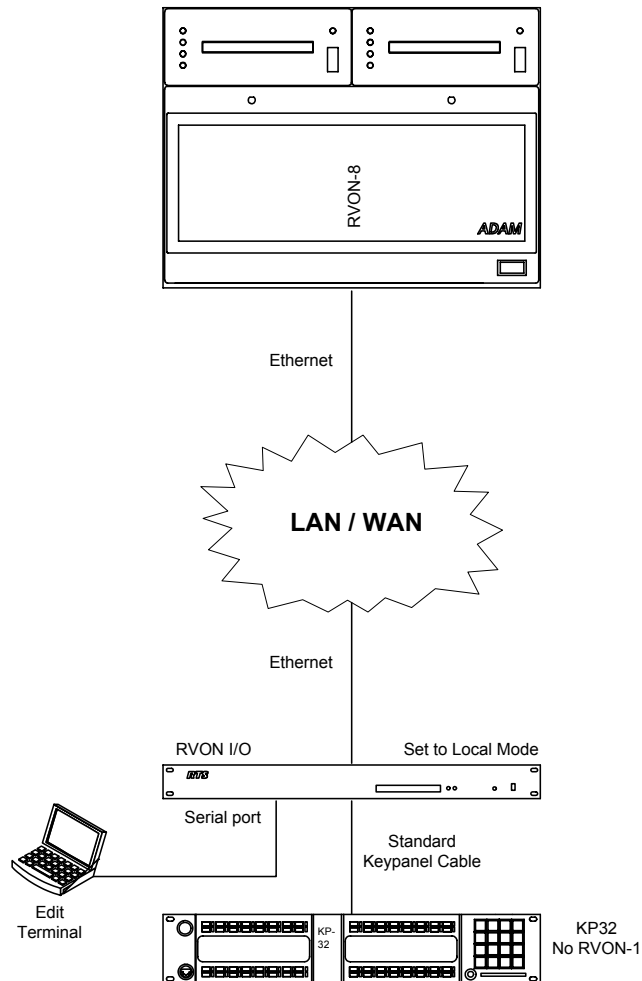 RVON-8
ADAM
Ethernet
LAN / WAN
Ethernet
RVON I/O
Set to Local Mode
RTS
Serial port
Standard
Keypanel Cable
Edit
Terminal
KP-
32
KP32
No RVON-1